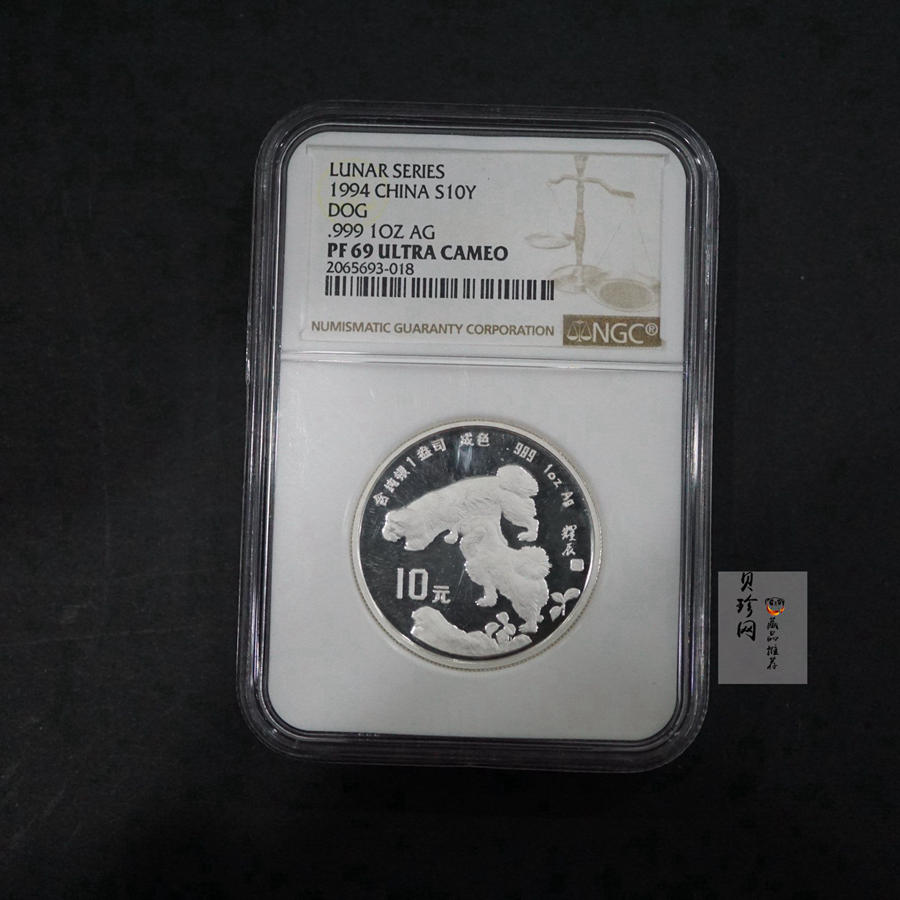 LUNAR SERIES
1994 CHINA S10Y
DOG
.999 1OZ AG
PF 69 ULTRA CAMEO
2065693-018
NUMISMATIC GUARANTY CORPORATION
NGC®
含纯银1盎司 成色 .999 1oz Ag
耀辰
10元
贝珍网
藏品
推荐